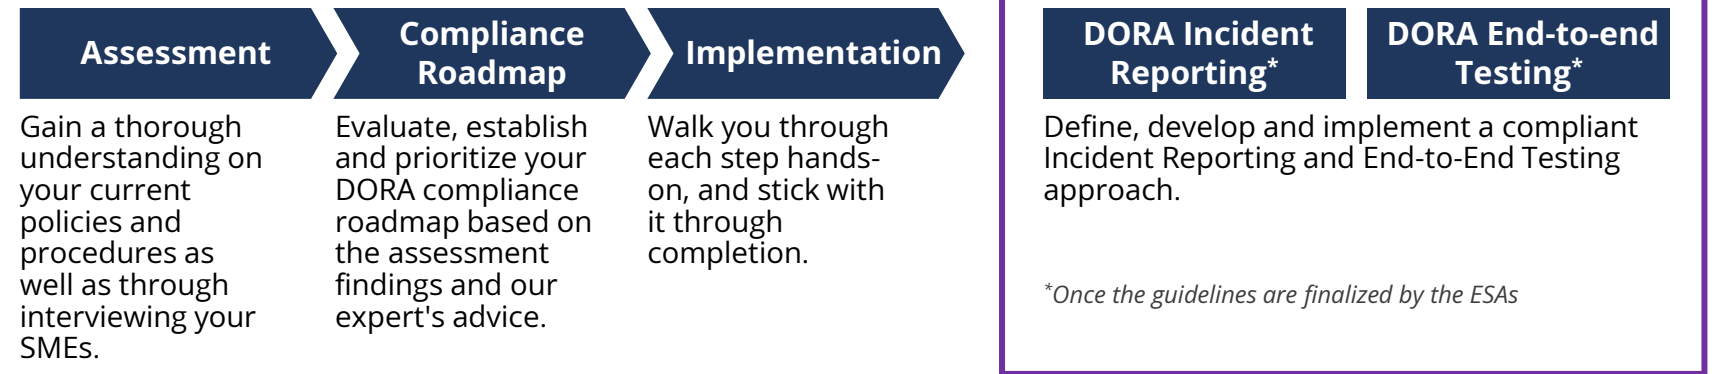 Assessment
Gain a thorough
understanding on
your current
policies and
procedures as
well as through
interviewing your
SMEs.
Compliance
Roadmap
Evaluate, establish
and prioritize your
DORA compliance
roadmap based on
the assessment
findings and our
expert's advice.
Implementation
Walk you through
each step hands-
on, and stick with
it through
completion.
DORA Incident
Reporting*
DORA End-to-end
Testing*
Define, develop and implement a compliant
Incident Reporting and End-to-End Testing
approach.
*Once the guidelines are finalized by the ESAs